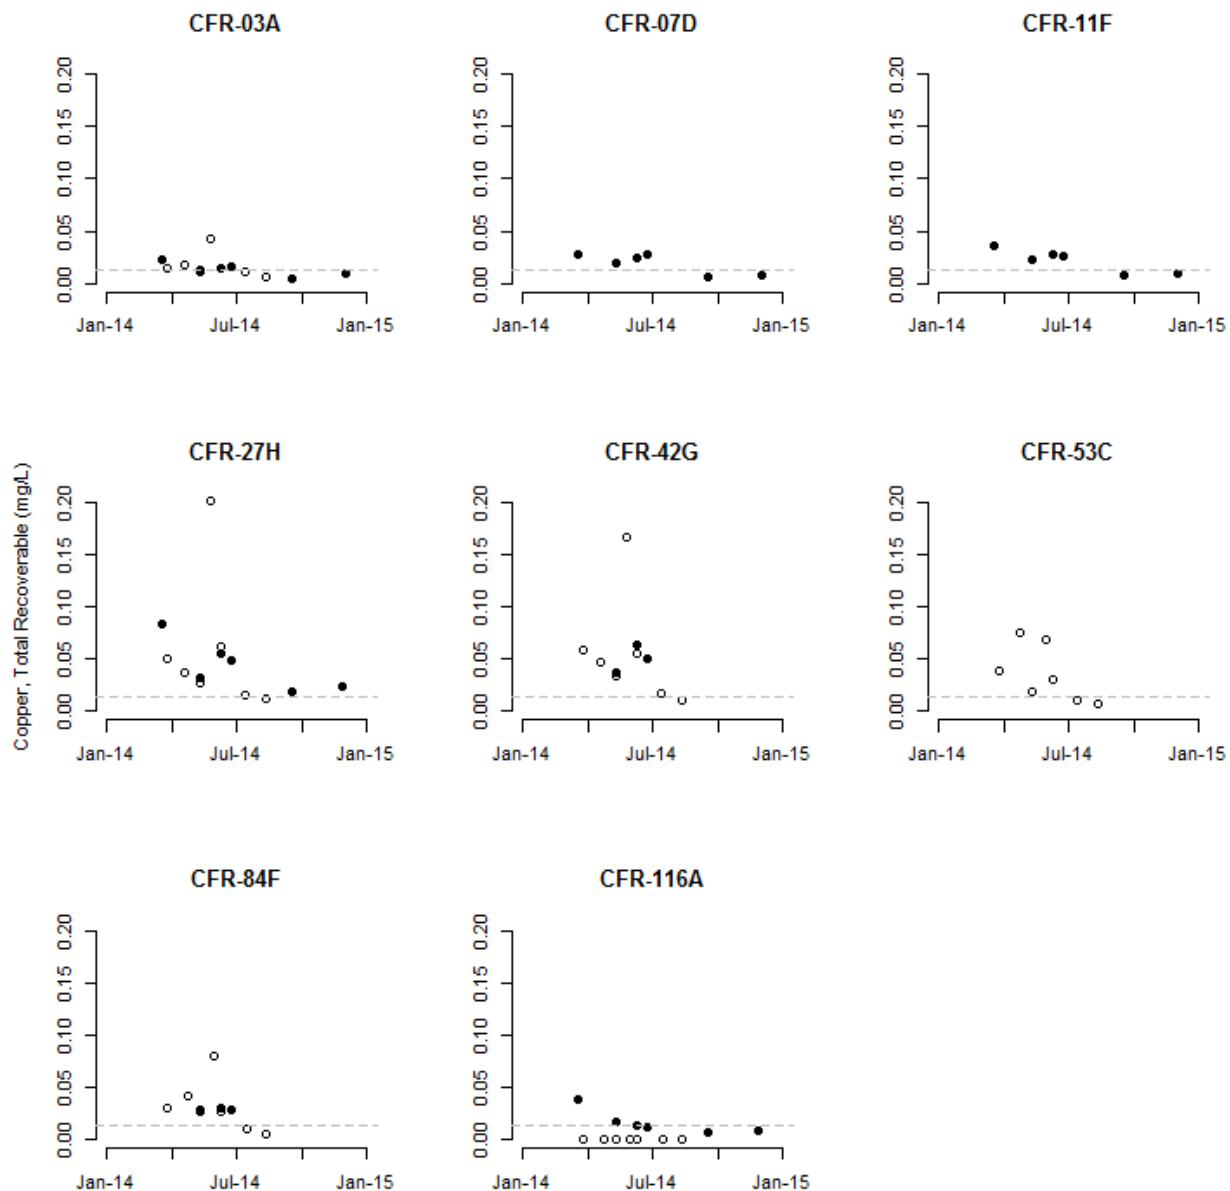 CFR-03A
CFR-07D
CFR-11F
0.20
0.15
0.10
0.05
0.00
Jan-14
Jul-14
Jan-15
0.20
0.15
0.10
0.05
0.00
Jan-14
Jul-14
Jan-15
0.20
0.15
0.10
0.05
0.00
Jan-14
Jul-14
Jan-15
Copper, Total Recoverable (mg/L)
CFR-27H
CFR-42G
CFR-53C
0.20
0.15
0.10
0.05
0.00
Jan-14
Jul-14
Jan-15
0.20
0.15
0.10
0.05
0.00
Jan-14
Jul-14
Jan-15
0.20
0.15
0.10
0.05
0.00
Jan-14
Jul-14
Jan-15
CFR-84F
CFR-116A
0.20
0.15
0.10
0.05
0.00
Jan-14
Jul-14
Jan-15
0.20
0.15
0.10
0.05
0.00
Jan-14
Jul-14
Jan-15